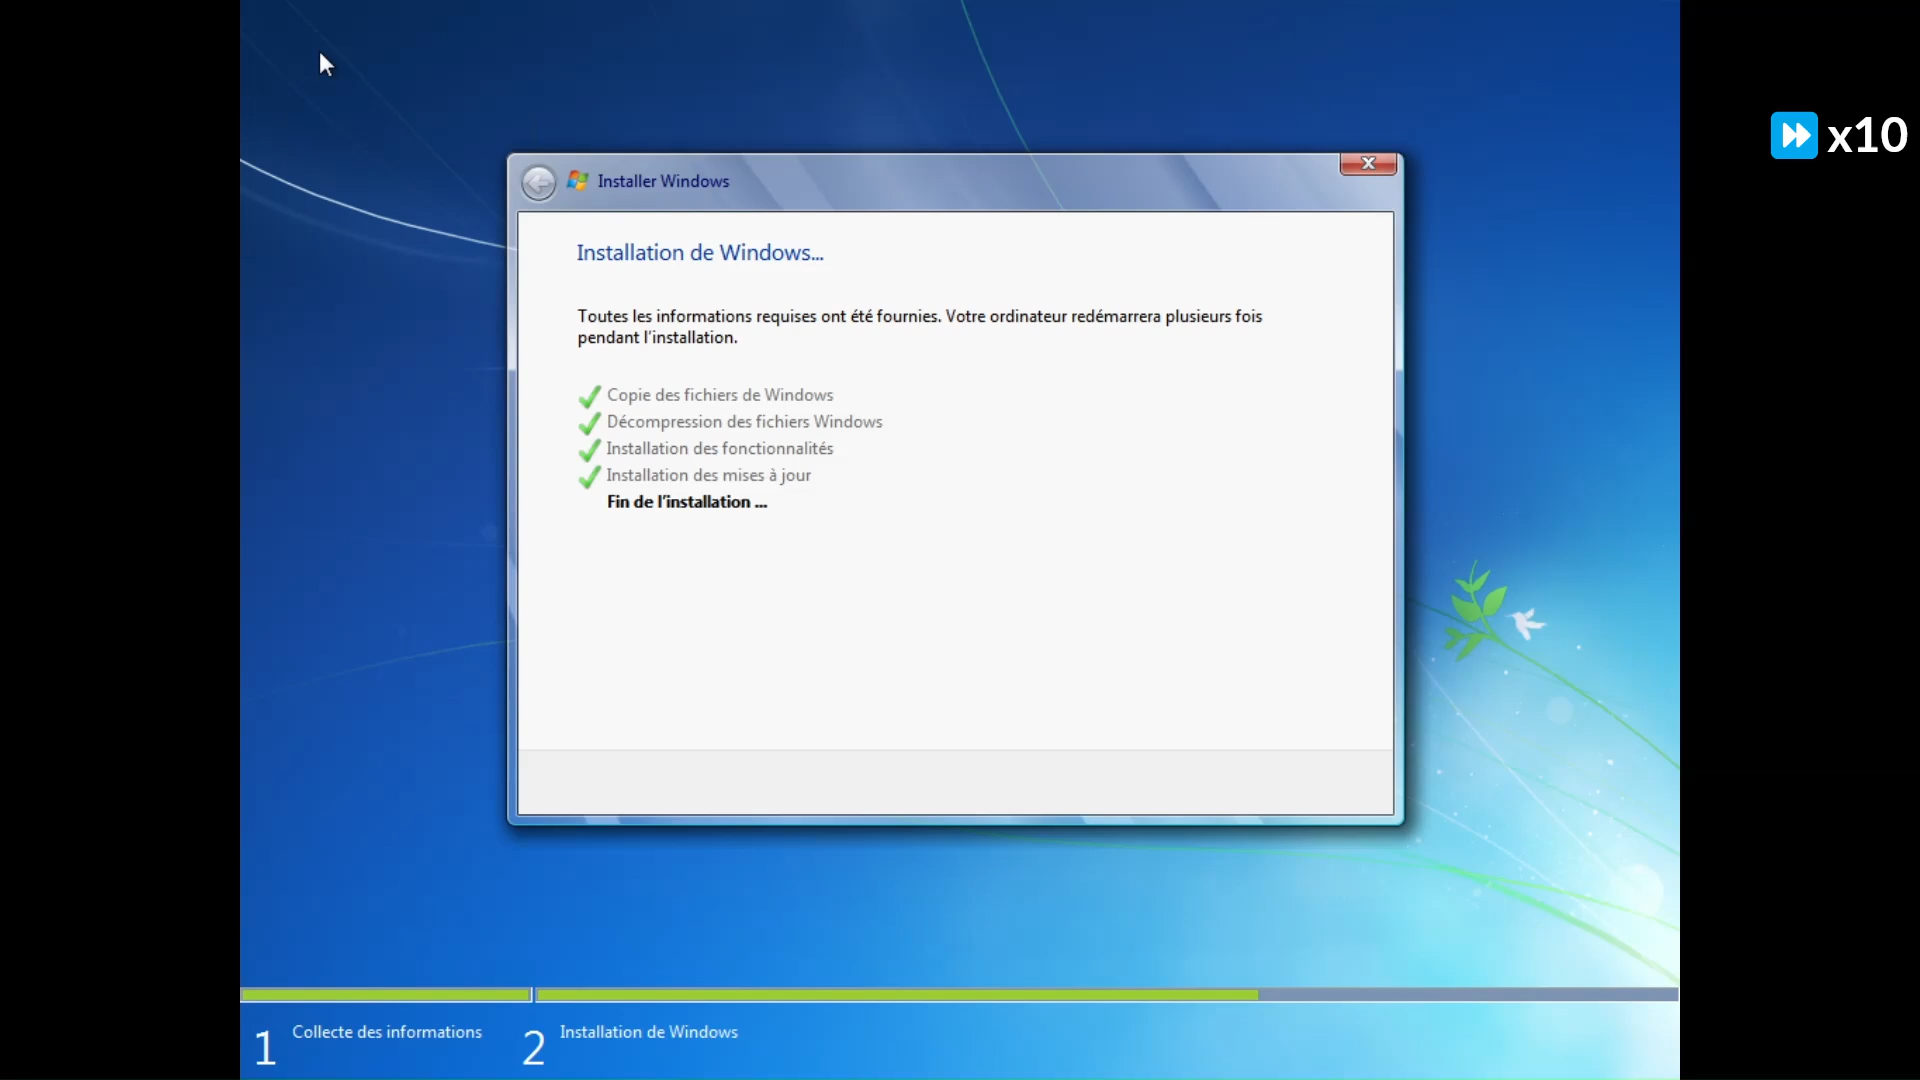 x10
Installer Windows
Installation de Windows...
Toutes les informations requises ont été fournies. Votre ordinateur redémarrera plusieurs fois
pendant l'installation.
Copie des fichiers de Windows
Décompression des fichiers Windows
Installation des fonctionnalités
Installation des mises à jour
Fin de l'installation ...
1 Collecte des informations
2 Installation de Windows